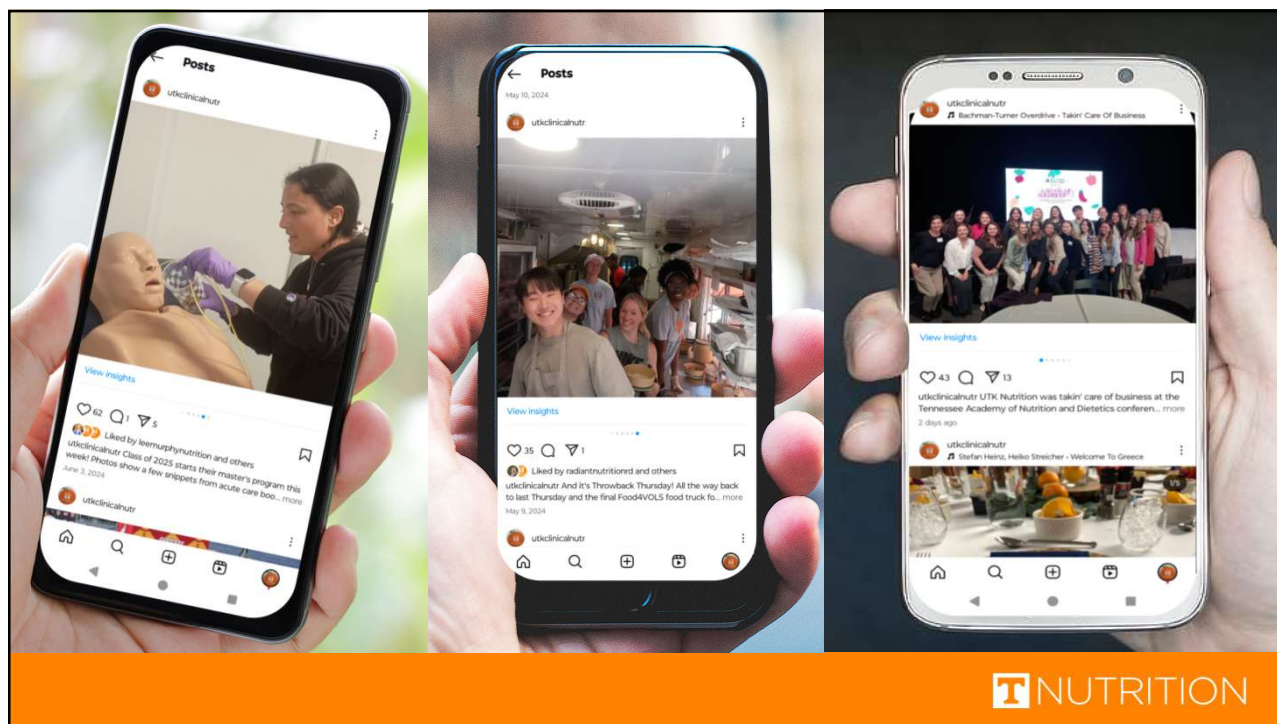 Posts
utkclinicalnutr
View insights
62 1 5
Liked by leemurphynutrition and others
utkclinicalnutr Class of 2025 starts their master's program this
week! Photos show a few snippets from acute care boo... more
June 3, 2024
utkclinicalnutr
Posts
May 10, 2024
utkclinicalnutr
View insights
35 1
Liked by radiantnutritionrd and others
utkclinicalnutr And it's Throwback Thursday! All the way back
to last Thursday and the final Food4VOLS food truck fo... more
May 9, 2024
utkclinicalnutr
utkclinicalnutr
Bachman-Turner Overdrive - Takin' Care Of Business
View insights
43 13
utkclinicalnutr UTK Nutrition was takin' care of business at the
Tennessee Academy of Nutrition and Dietetics conferen... more
2 days ago
utkclinicalnutr
Stefan Heinz, Heiko Streicher - Welcome To Greece
1/5
T NUTRITION